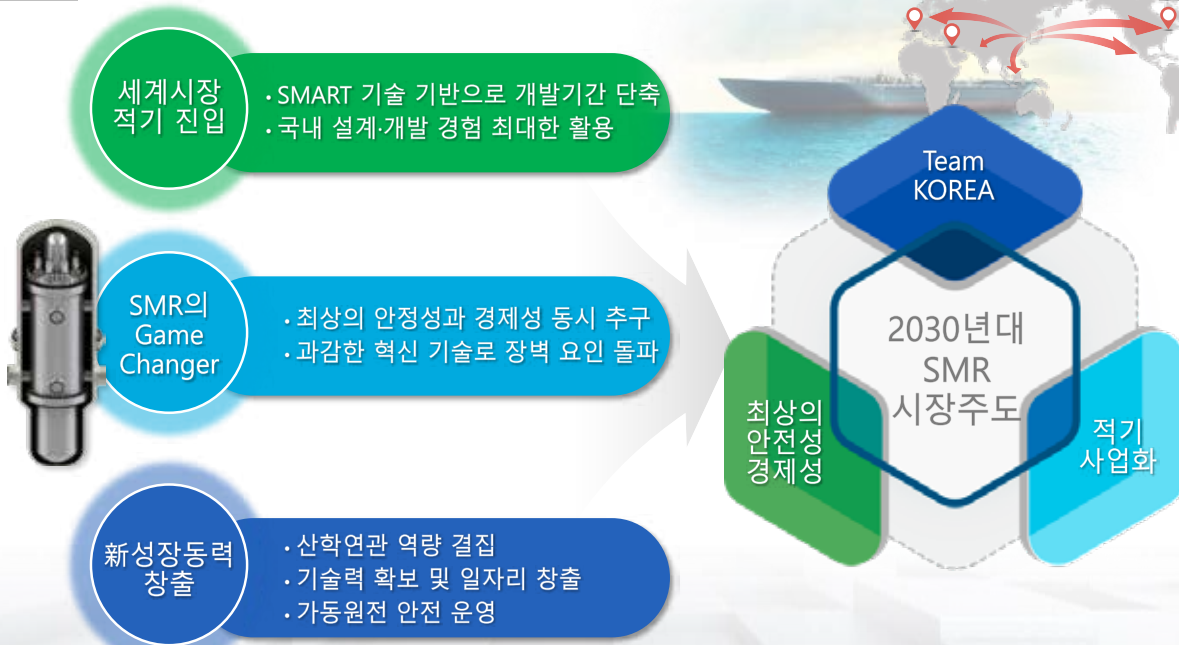 세계시장
적기 진입
• SMART 기술 기반으로 개발기간 단축
• 국내 설계·개발 경험 최대한 활용
SMR의
Game
Changer
• 최상의 안정성과 경제성 동시 추구
• 과감한 혁신 기술로 장벽 요인 돌파
新성장동력
창출
• 산학연관 역량 결집
• 기술력 확보 및 일자리 창출
• 가동원전 안전 운영
Team
KOREA
2030년대
SMR
시장주도
최상의
안전성
경제성
적기
사업화